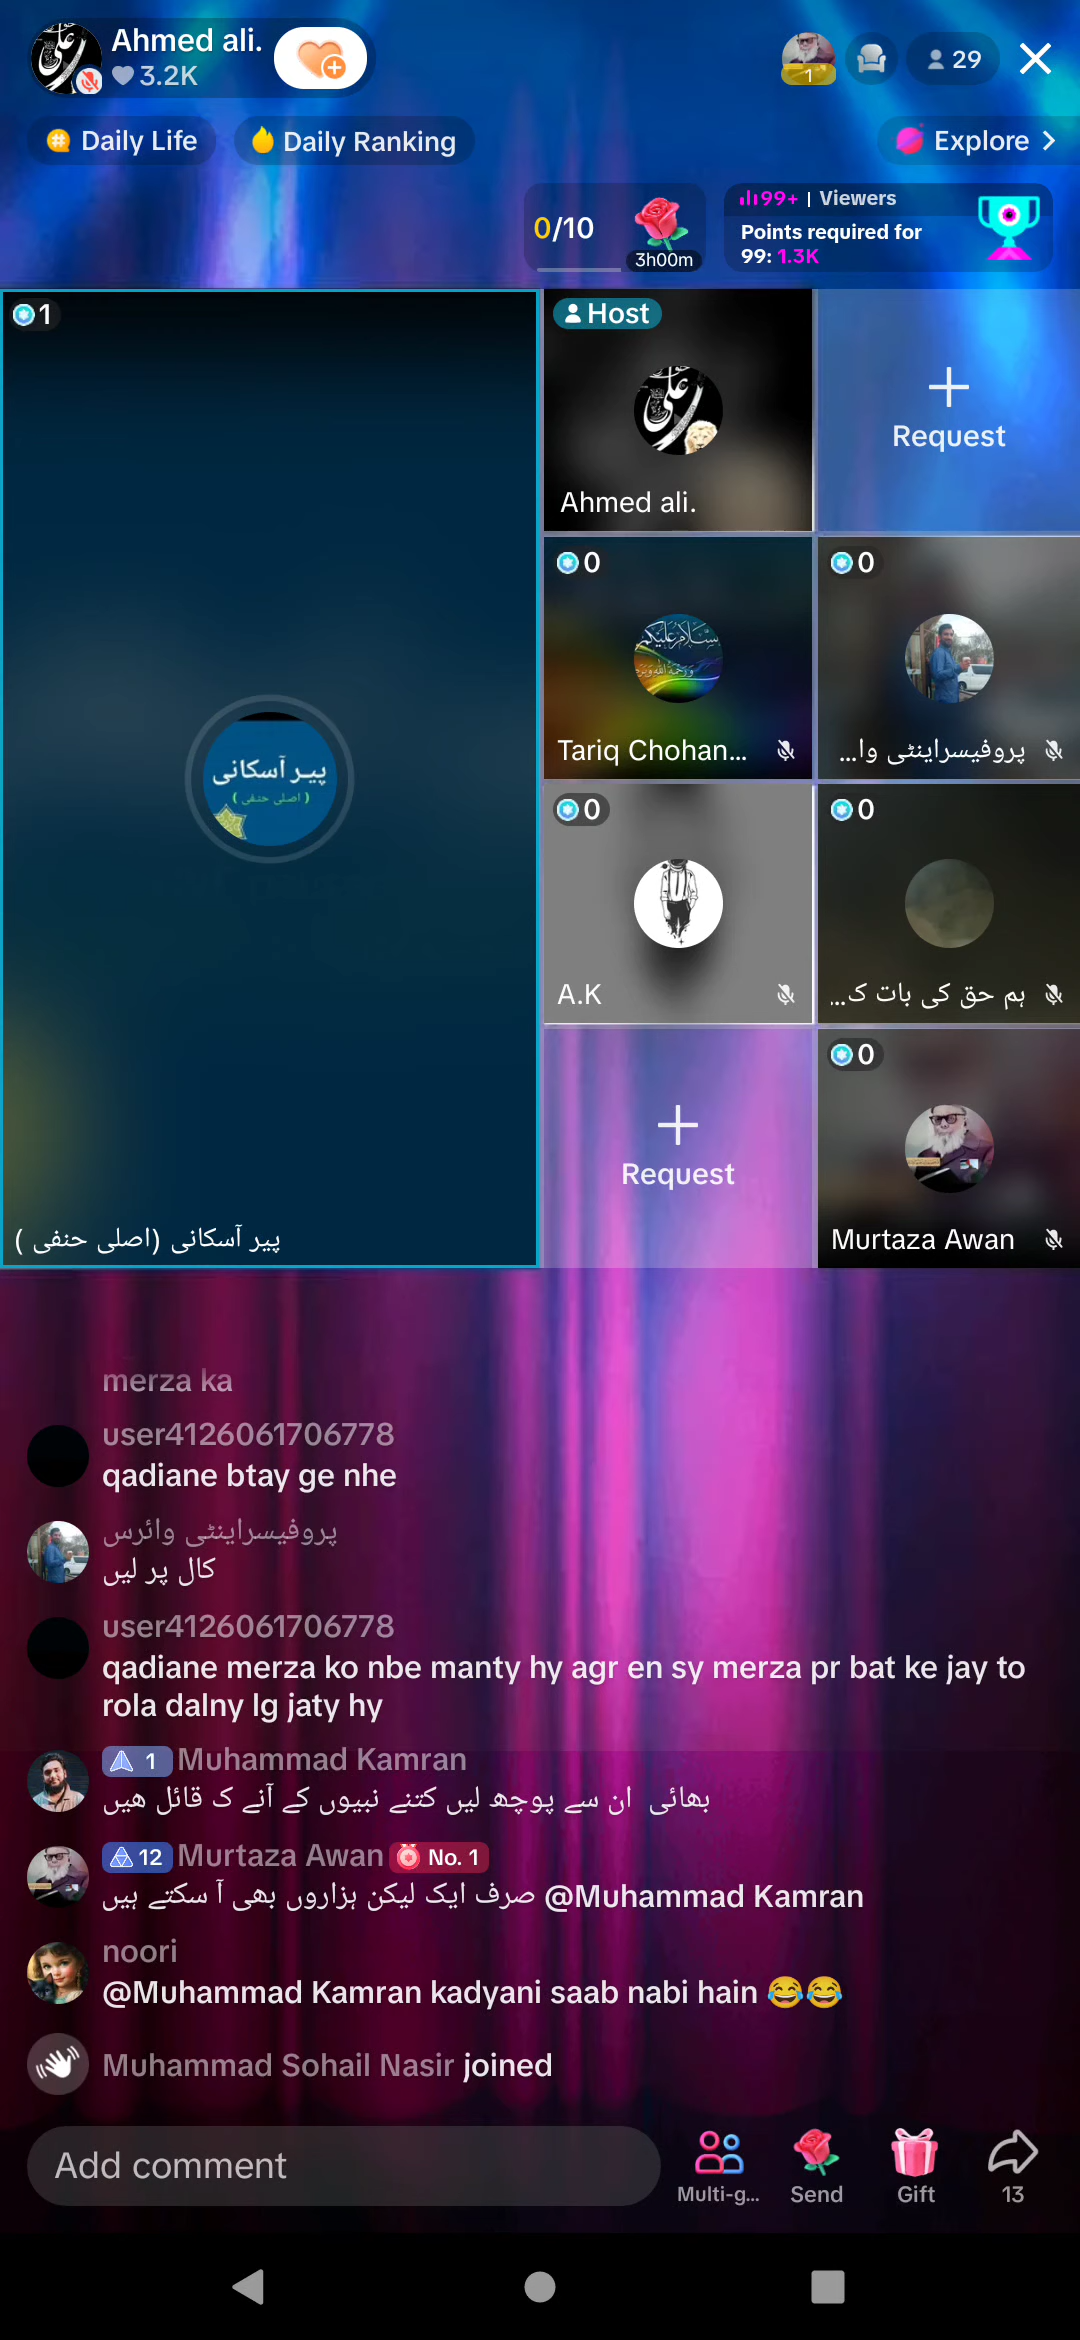 Ahmed ali.
3.2K
1
29
Daily Life
Daily Ranking
Explore
0/10
3h00m
99+ | Viewers
Points required for
99: 1.3K
1
پیر آسکانی
( اصلی حنفی )
پیر آسکانی (اصلی حنفی )
Host
Ahmed ali.
Request
0
Tariq Chohan...
0
پروفیسراینٹی وا...
0
A.K
0
ہم حق کی بات ک...
Request
0
Murtaza Awan
merza ka
user4126061706778
qadiane btay ge nhe
پروفیسراینٹی وائرس
کال پر لیں
user4126061706778
qadiane merza ko nbe manty hy agr en sy merza pr bat ke jay to
rola dalny lg jaty hy
1 Muhammad Kamran
بھائی ان سے پوچھ لیں کتنے نبیوں کے آنے ک قائل ھیں
12 Murtaza Awan No. 1
@Muhammad Kamran صرف ایک لیکن ہزاروں بھی آ سکتے ہیں
noori
@Muhammad Kamran kadyani saab nabi hain 😂😂
Muhammad Sohail Nasir joined
Add comment
Multi-g...
Send
Gift
13